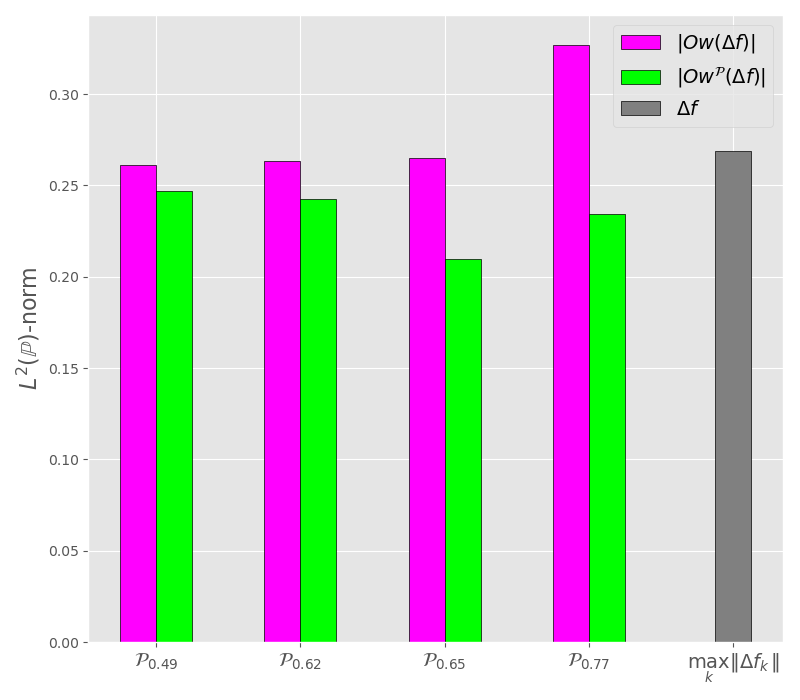 |Ow(Δf)|
|Ow^𝒫(Δf)|
Δf
0.30
0.25
0.20
0.15
0.10
0.05
0.00
L²(ℙ)-norm
𝒫₀.₄₉ 𝒫₀.₆₂ 𝒫₀.₆₅ 𝒫₀.₇₇ max‖Δfₖ‖
k